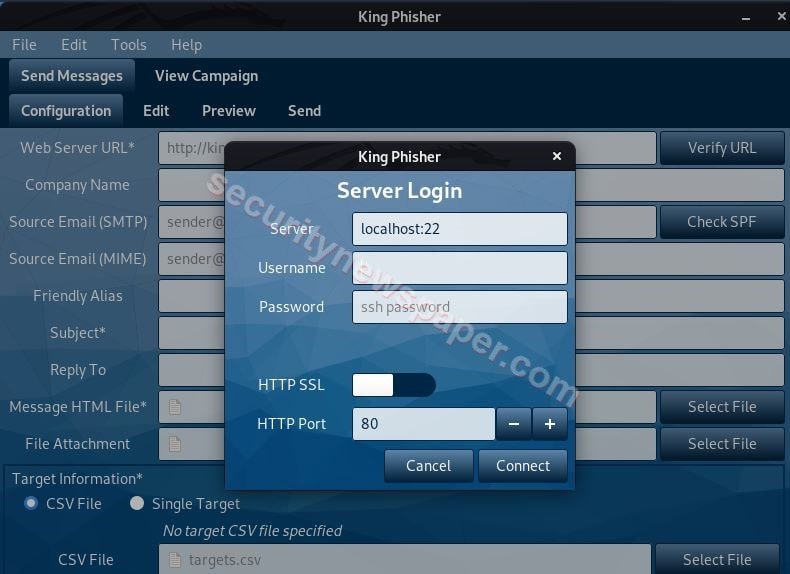 King Phisher
File Edit Tools Help
Send Messages View Campaign
Configuration Edit Preview Send
Web Server URL* http://kin Verify URL
Company Name
Source Email (SMTP) sender@ Check SPF
Source Email (MIME) sender@
Friendly Alias
Subject*
Reply To
Message HTML File* Select File
File Attachment Select File
Target Information*
CSV File Single Target
No target CSV file specified
CSV File targets.csv Select File
King Phisher
Server Login
Server localhost:22
Username
Password ssh password
HTTP SSL
HTTP Port 80
Cancel Connect
securitynewspaper.com